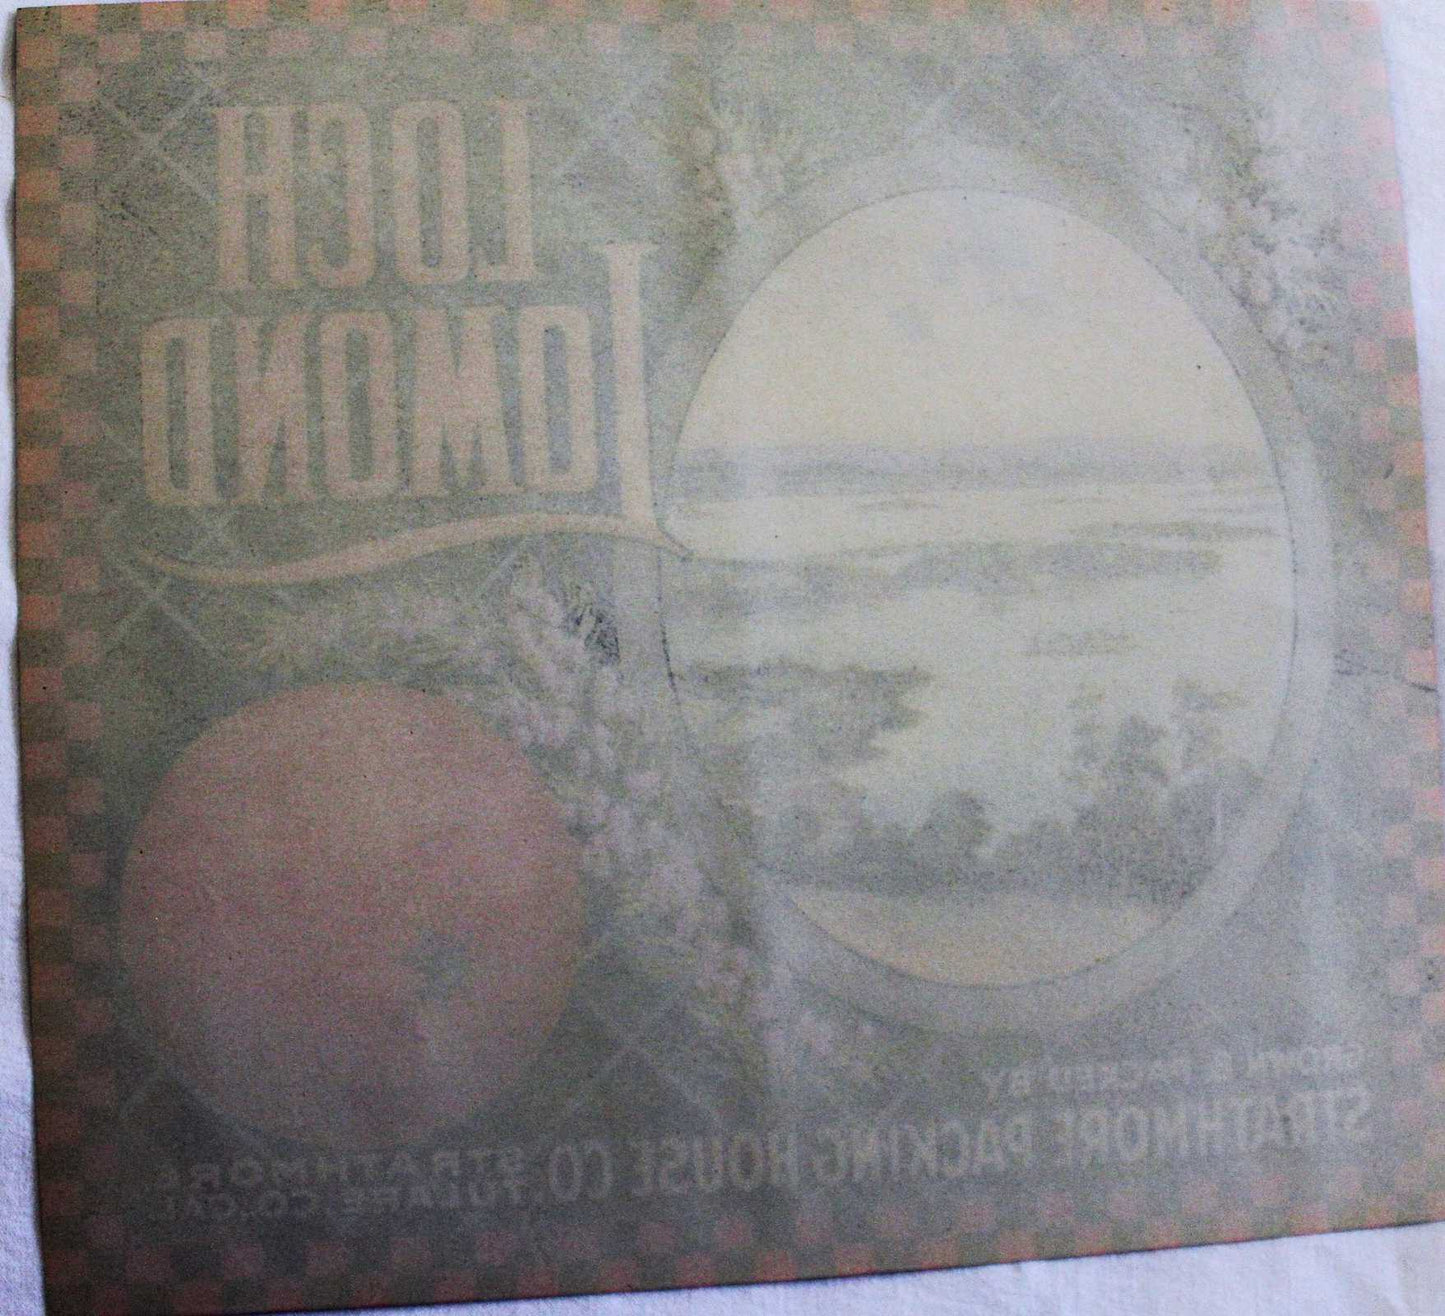 LOCH
LOMOND
GROWN & PACKED BY
STRATHMORE PACKING HOUSE CO.
STRATHMORE
TULARE CO. CAL.